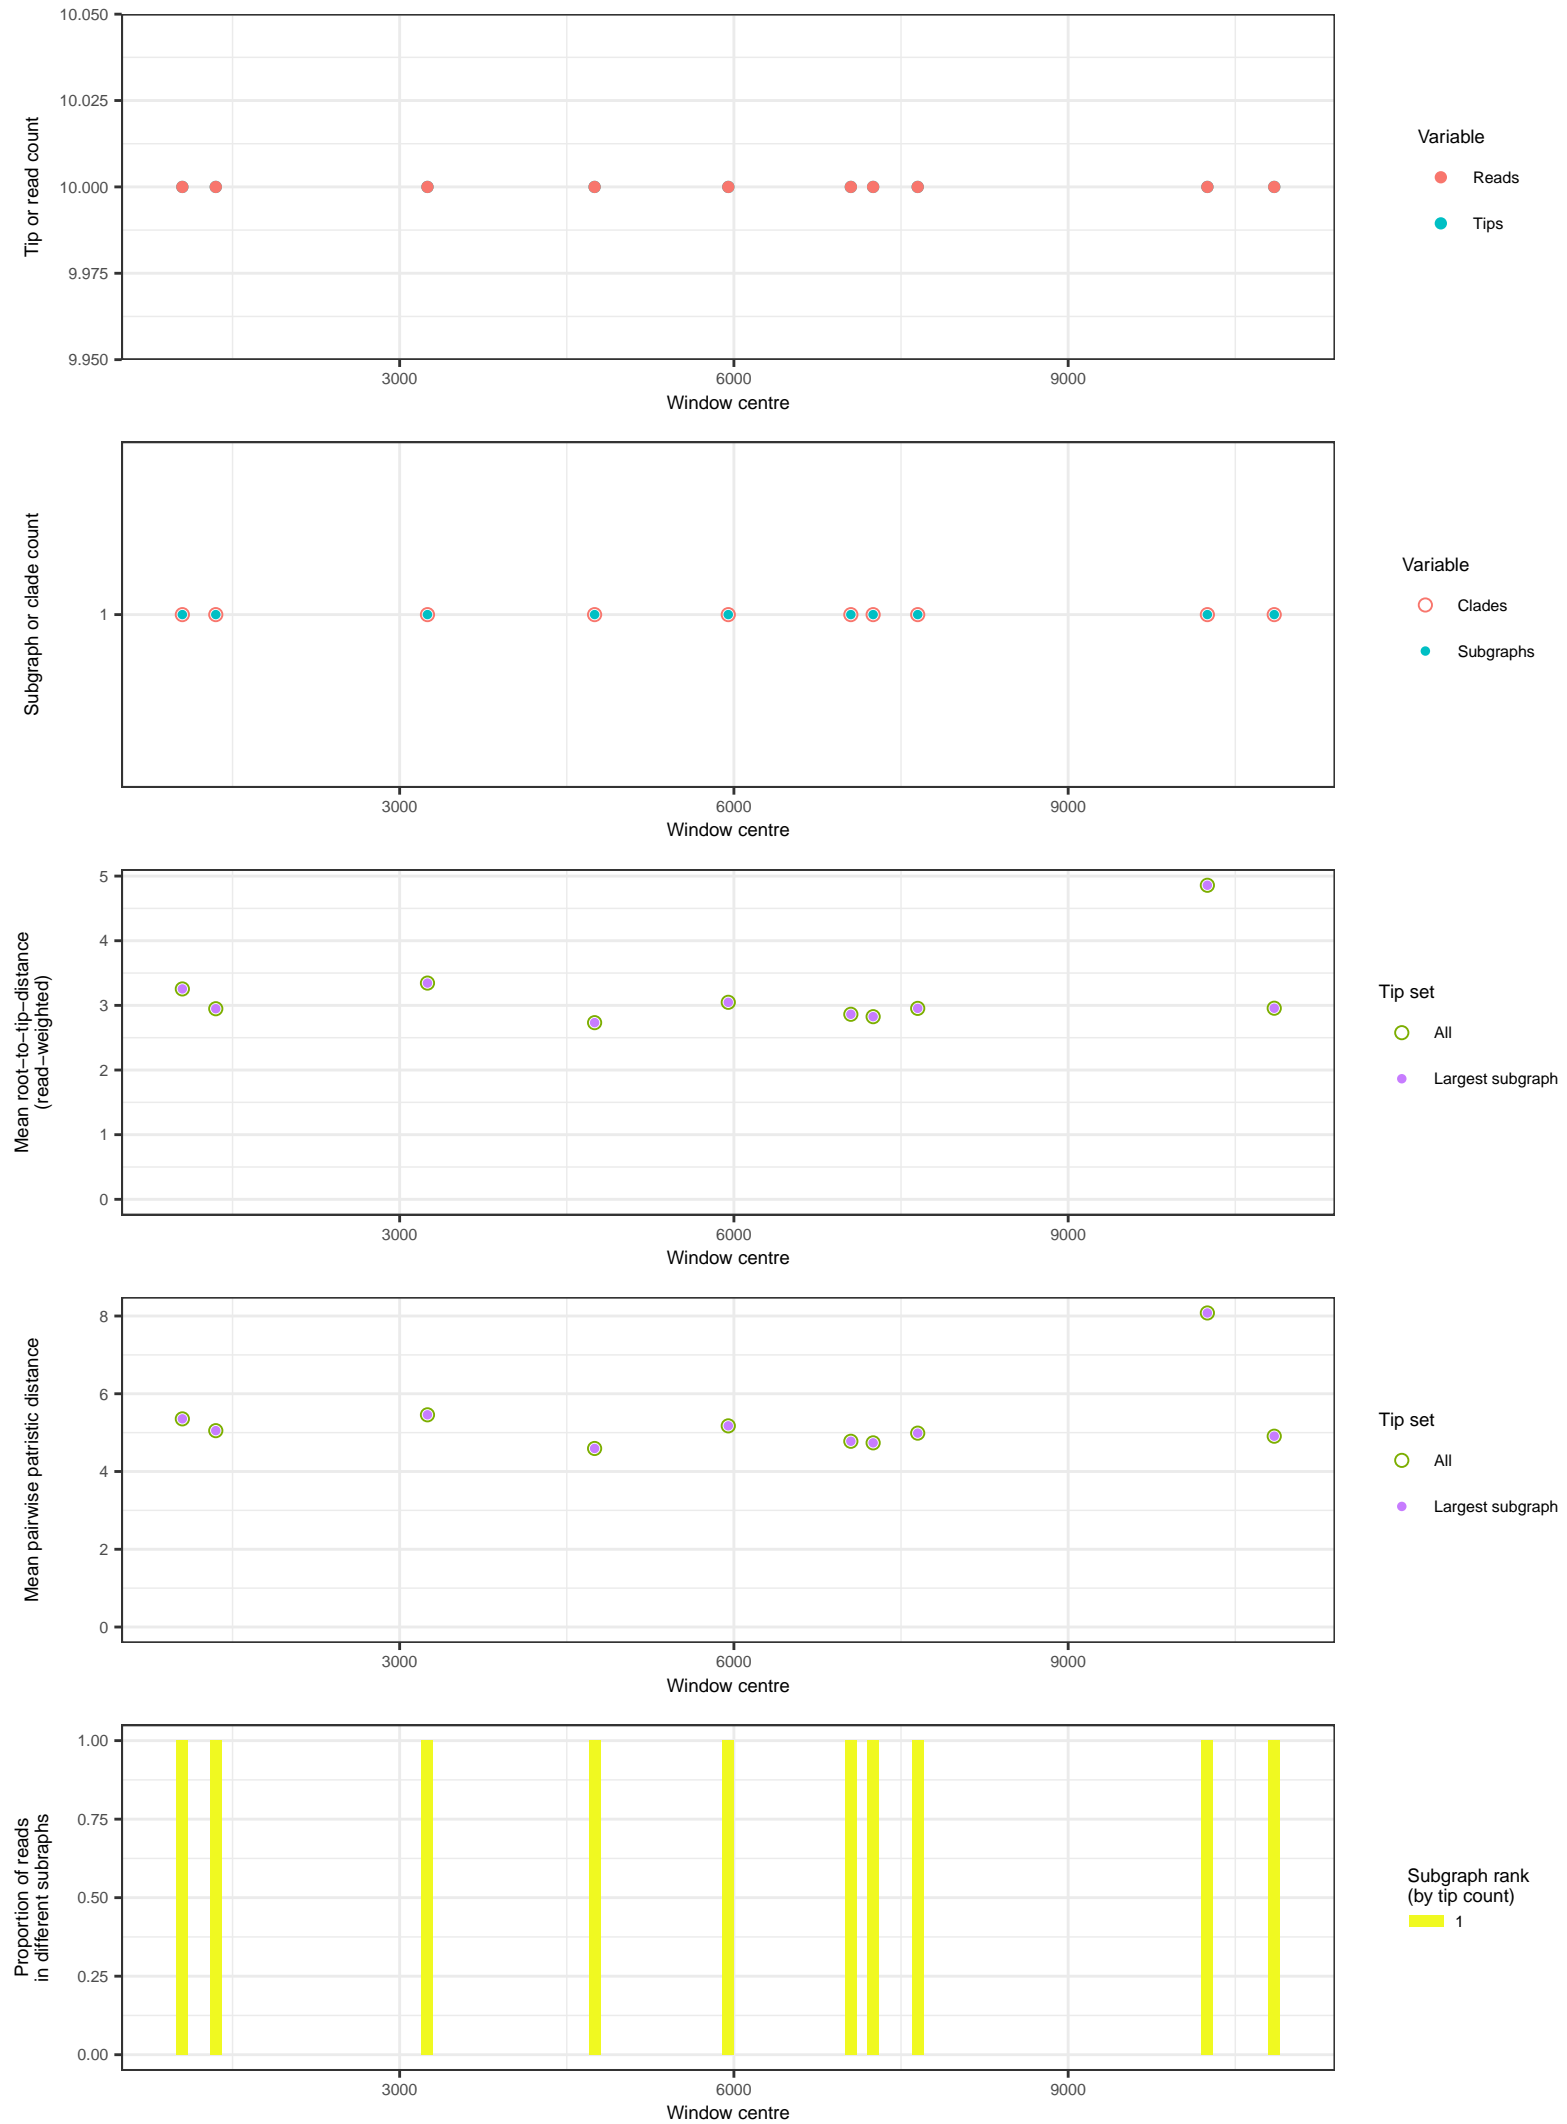 10.050
10.025
10.000
9.975
9.950
Tip or read count
3000
6000
9000
Window centre
Variable
Reads
Tips
1
Subgraph or clade count
3000
6000
9000
Window centre
Variable
Clades
Subgraphs
5
4
3
2
1
0
Mean root−to−tip−distance
(read−weighted)
3000
6000
9000
Window centre
Tip set
All
Largest subgraph
8
6
4
2
0
Mean pairwise patristic distance
3000
6000
9000
Window centre
Tip set
All
Largest subgraph
1.00
0.75
0.50
0.25
0.00
Proportion of reads
in different subraphs
3000
6000
9000
Window centre
Subgraph rank
(by tip count)
1